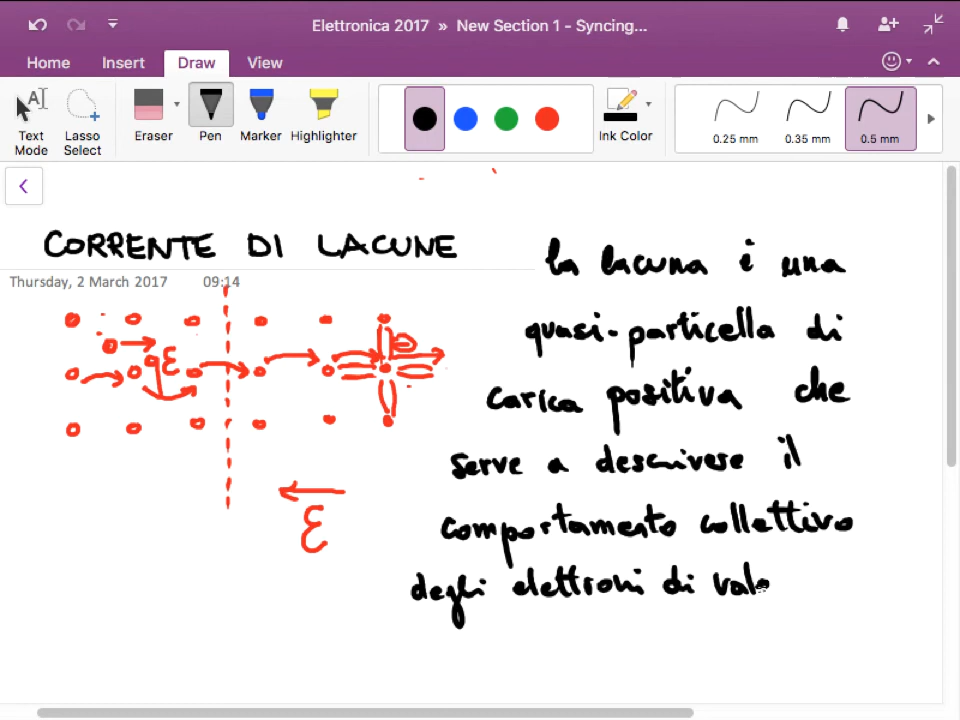 Elettronica 2017 » New Section 1 - Syncing...
Home Insert Draw View
Text Mode
Lasso Select
Eraser
Pen
Marker
Highlighter
Ink Color
0.25 mm
0.35 mm
0.5 mm
CORRENTE DI LACUNE
Thursday, 2 March 2017 09:14
la lacuna è una
quasi-particella di
carica positiva che
serve a descrivere il
comportamento collettivo
degli elettroni di vale
ε
ε